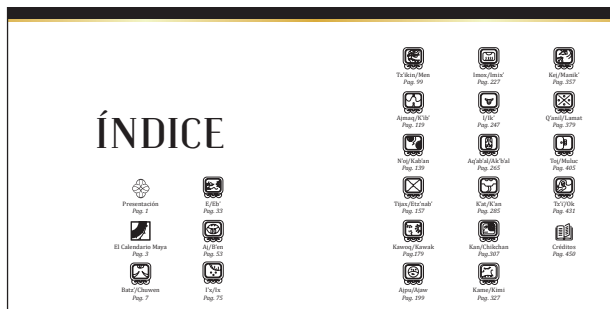 ÍNDICE
Presentación
Pag. 1
El Calendario Maya
Pag. 3
Batz'/Chuwen
Pag. 7
E/Eb'
Pag. 33
Aj/B'en
Pag. 53
I'x/Ix
Pag. 75
Tz'ikin/Men
Pag. 99
Ajmaq/K'ib'
Pag. 119
N'oj/Kab'an
Pag. 139
Tijax/Etz'nab'
Pag. 157
Kawoq/Kawak
Pag.179
Ajpu/Ajaw
Pag. 199
Imox/Imix'
Pag. 227
I/Ik'
Pag. 247
Aq'ab'al/Ak'b'al
Pag. 265
K'at/K'an
Pag. 285
Kan/Chikchan
Pag.307
Kame/Kimi
Pag. 327
Kej/Manik'
Pag. 357
Q'anil/Lamat
Pag. 379
Toj/Muluc
Pag. 405
Tz'i'/Ok
Pag. 431
Créditos
Pag. 450